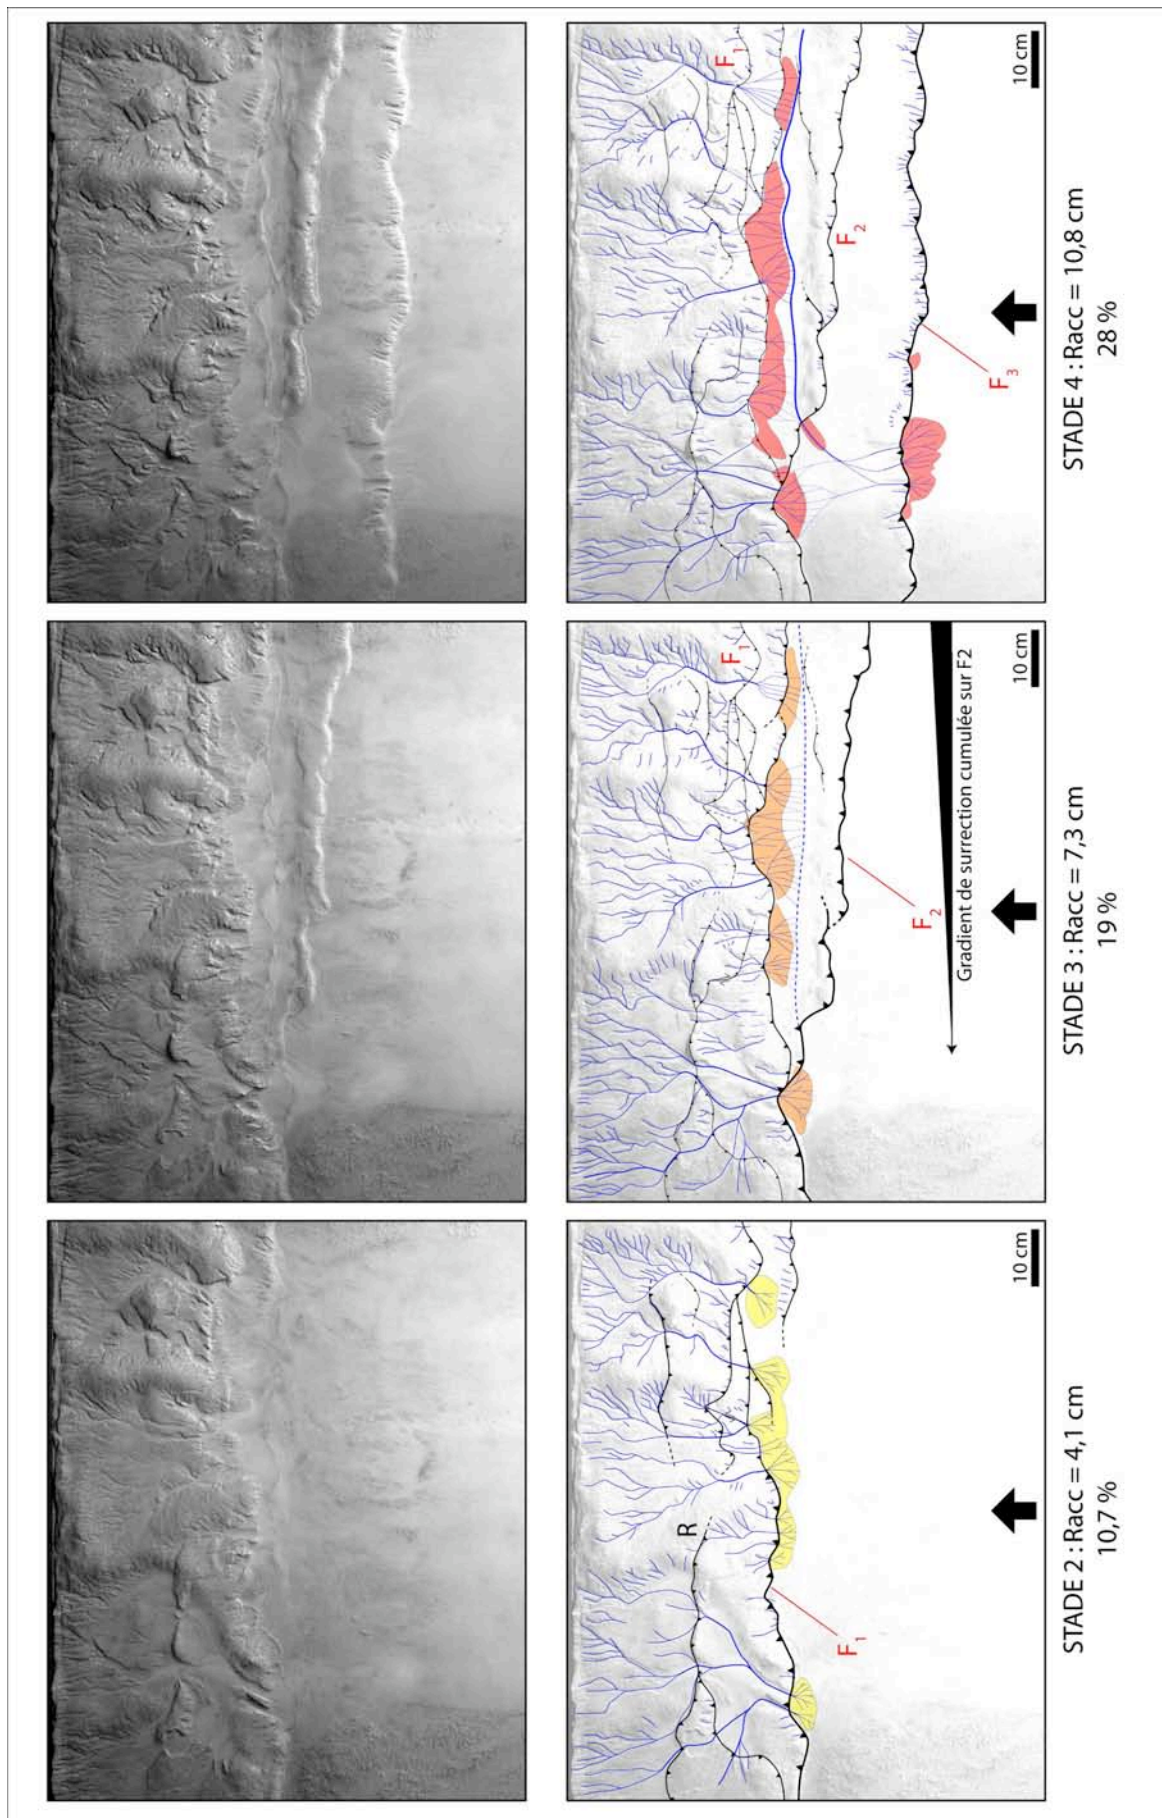 F1
R
10 cm
STADE 2 : Racc = 4,1 cm
10,7 %
F1
F2
Gradient de surrection cumulée sur F2
10 cm
STADE 3 : Racc = 7,3 cm
19 %
F1
F2
F3
10 cm
STADE 4 : Racc = 10,8 cm
28 %